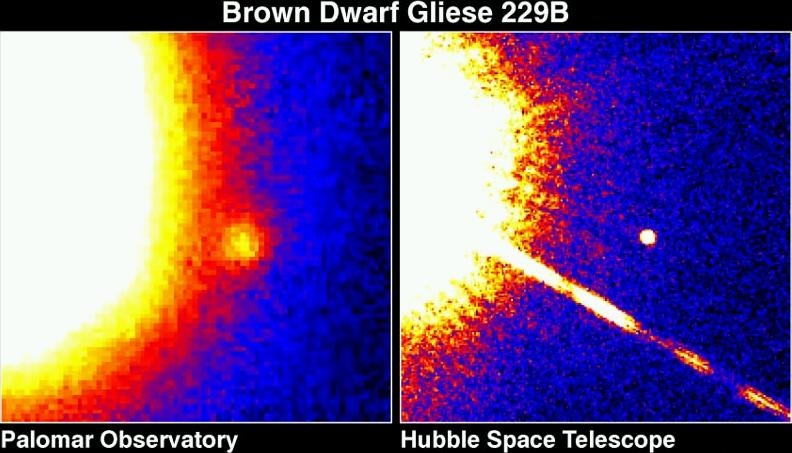 Brown Dwarf Gliese 229B
Palomar Observatory
Hubble Space Telescope